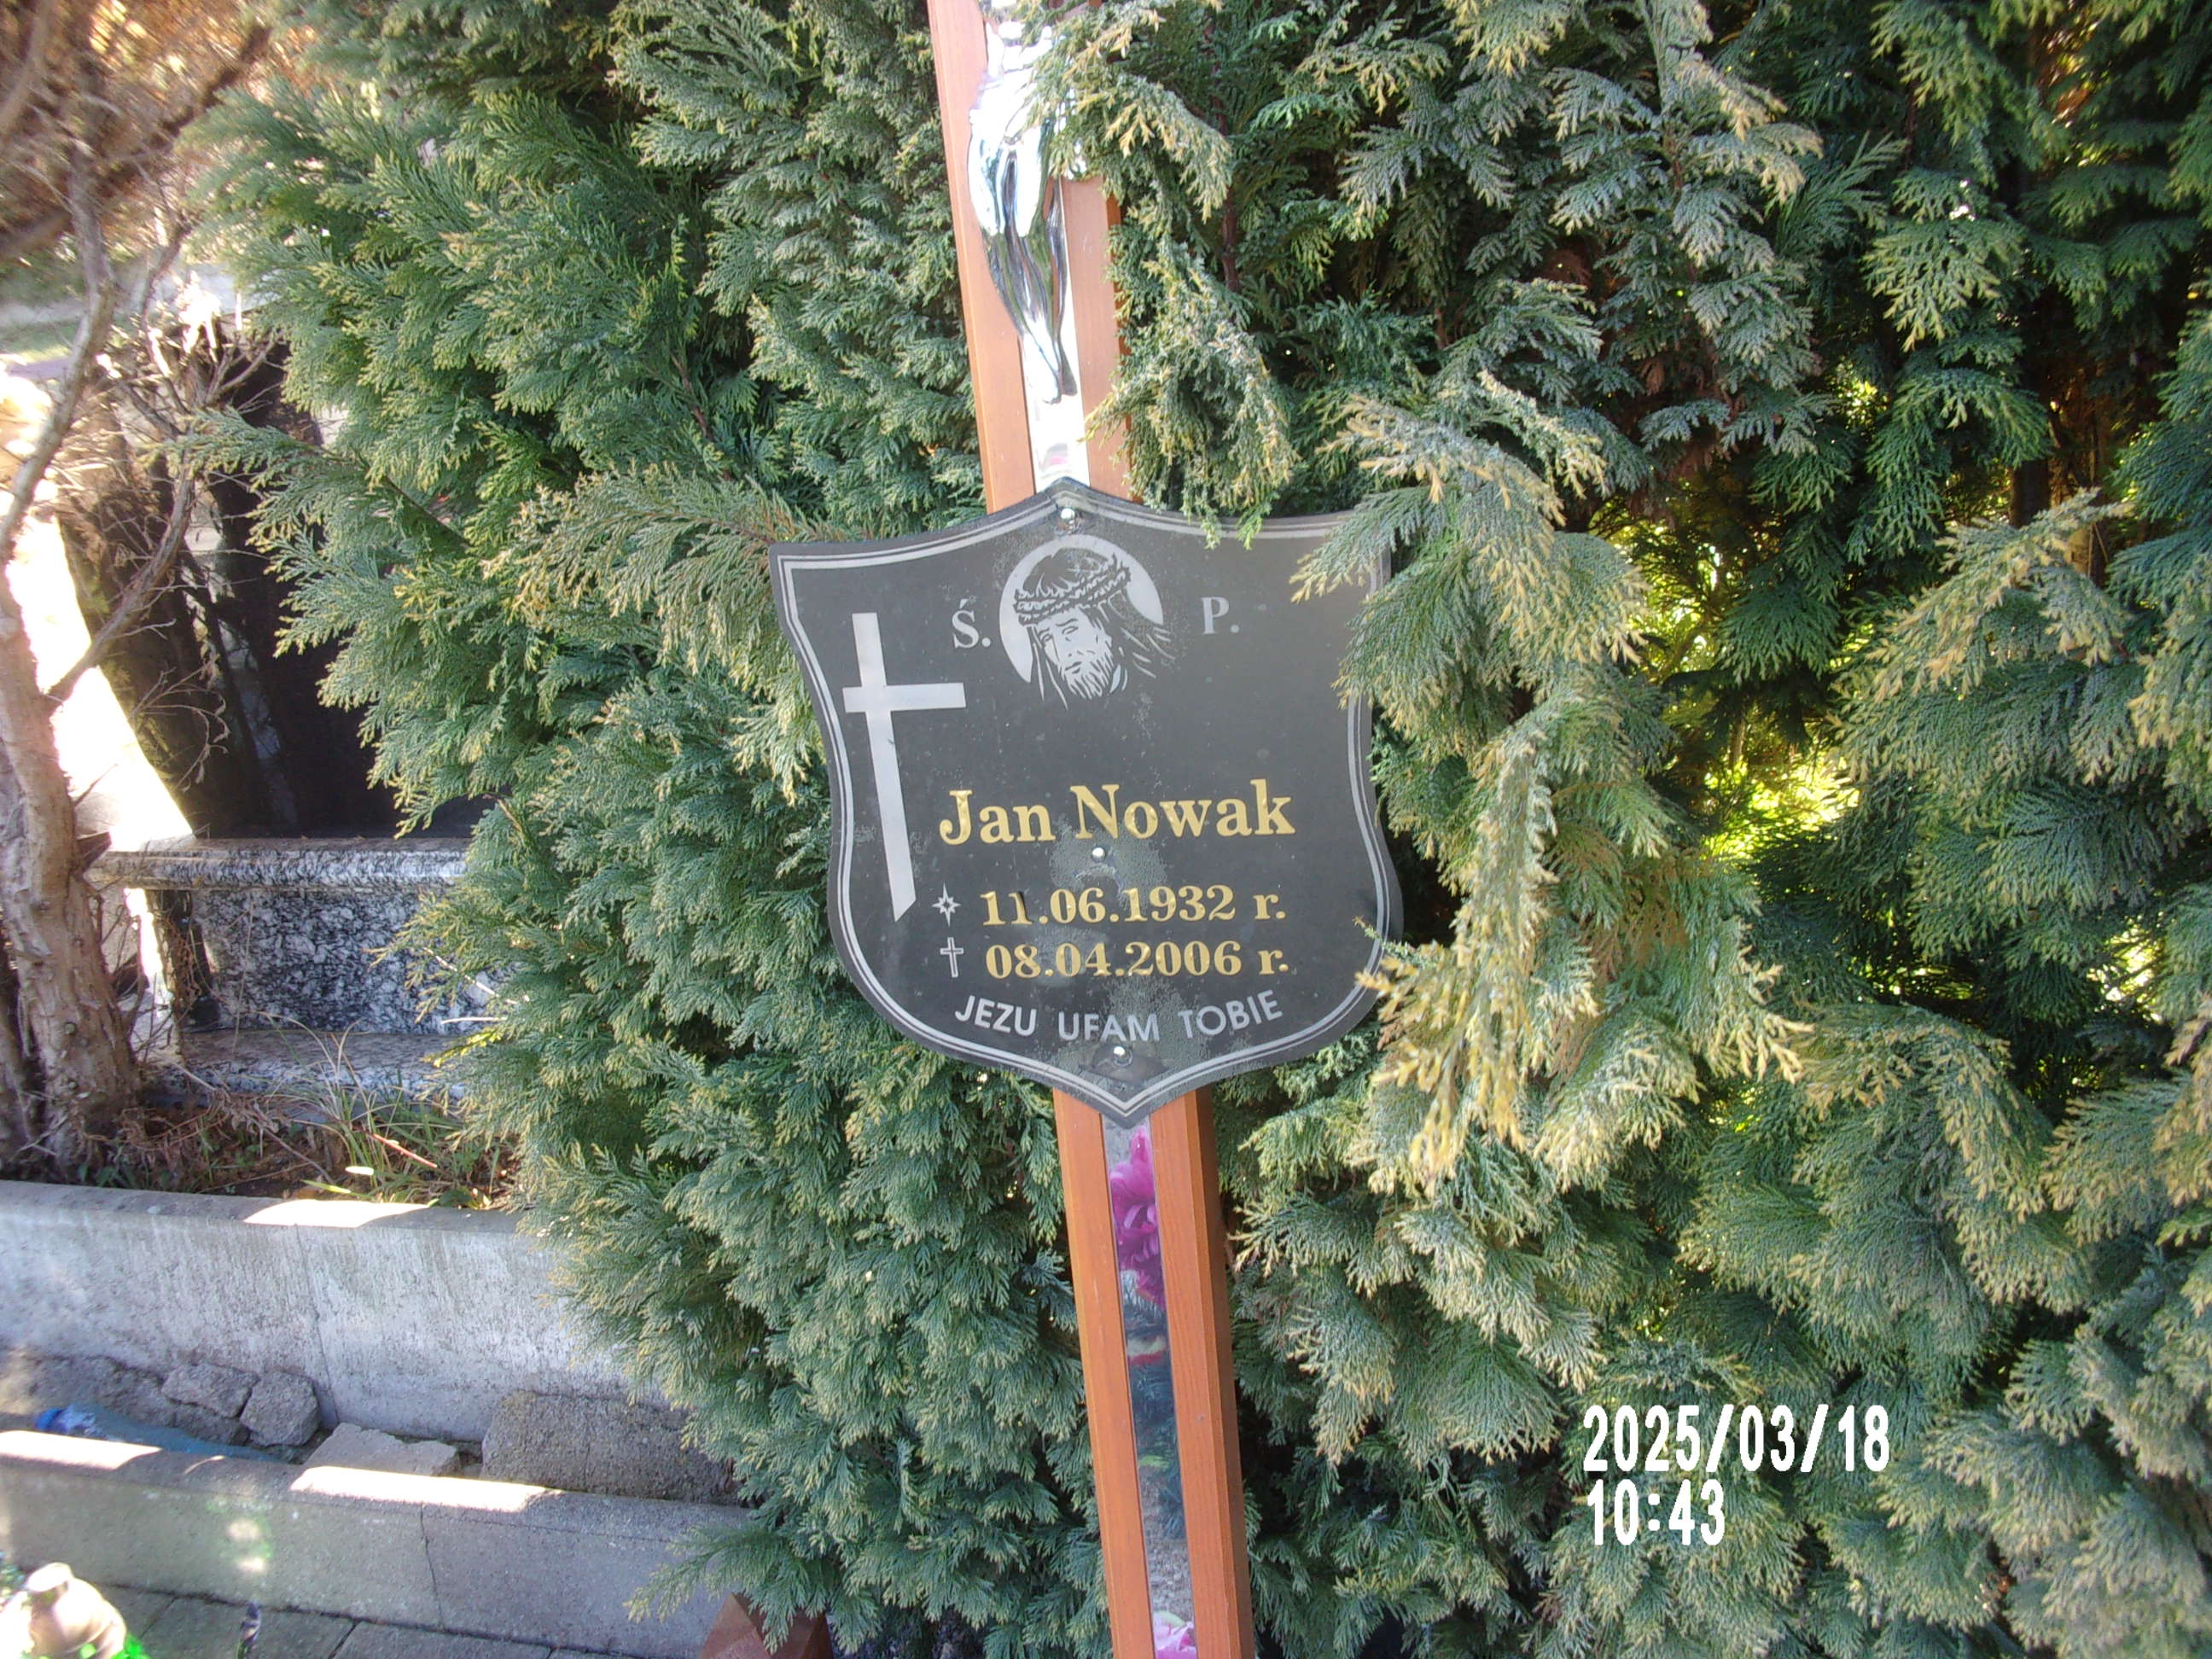 Ś. P.
Jan Nowak
11.06.1932 r.
08.04.2006 r.
JEZU UFAM TOBIE
2025/03/18
10:43